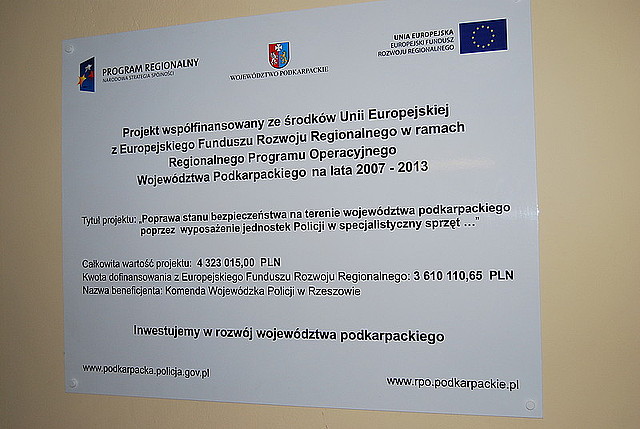 PROGRAM REGIONALNY
NARODOWA STRATEGIA SPÓJNOŚCI
WOJEWÓDZTWO PODKARPACKIE
UNIA EUROPEJSKA
EUROPEJSKI FUNDUSZ
ROZWOJU REGIONALNEGO
Projekt współfinansowany ze środków Unii Europejskiej
z Europejskiego Funduszu Rozwoju Regionalnego w ramach
Regionalnego Programu Operacyjnego
Województwa Podkarpackiego na lata 2007 - 2013
Tytuł projektu: „Poprawa stanu bezpieczeństwa na terenie województwa podkarpackiego
poprzez wyposażenie jednostek Policji w specjalistyczny sprzęt ...”
Całkowita wartość projektu: 4 323 015,00 PLN
Kwota dofinansowania z Europejskiego Funduszu Rozwoju Regionalnego: 3 610 110,65 PLN
Nazwa beneficjenta: Komenda Wojewódzka Policji w Rzeszowie
Inwestujemy w rozwój województwa podkarpackiego
www.podkarpacka.policja.gov.pl
www.rpo.podkarpackie.pl